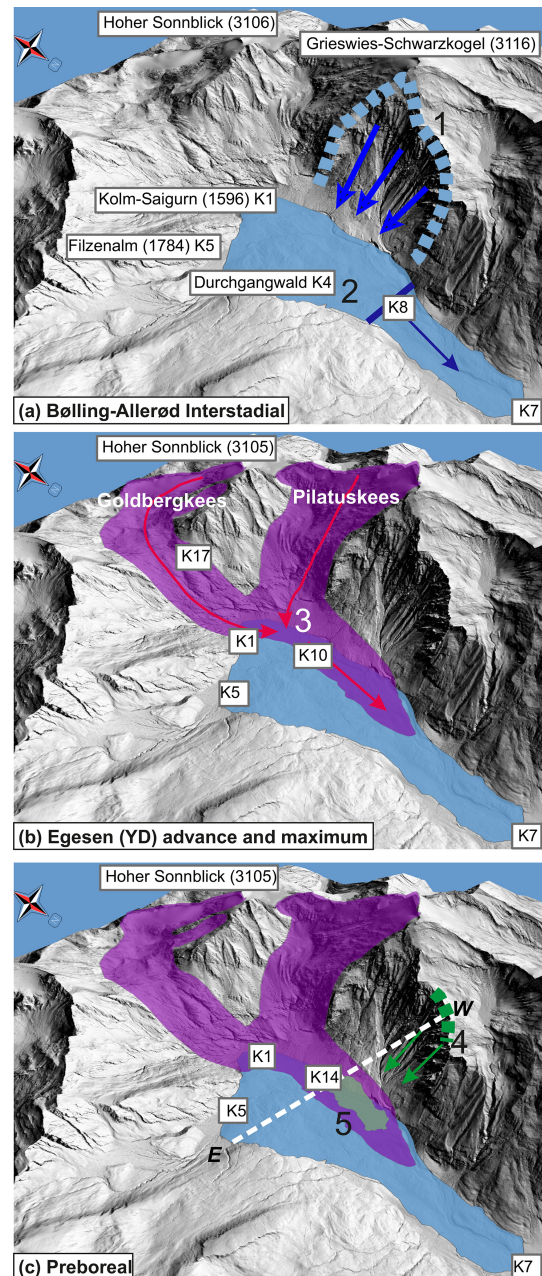 Hoher Sonnblick (3106)
Grieswies-Schwarzkogel (3116)
1
Kolm-Saigurn (1596) K1
Filzenalm (1784) K5
Durchgangwald K4
2
K8
K7
(a) Bølling-Allerød Interstadial
Hoher Sonnblick (3105)
Goldbergkees
Pilatuskees
K17
3
K1
K10
K5
K7
(b) Egesen (YD) advance and maximum
Hoher Sonnblick (3105)
W
4
K1
K14
K5
5
E
K7
(c) Preboreal